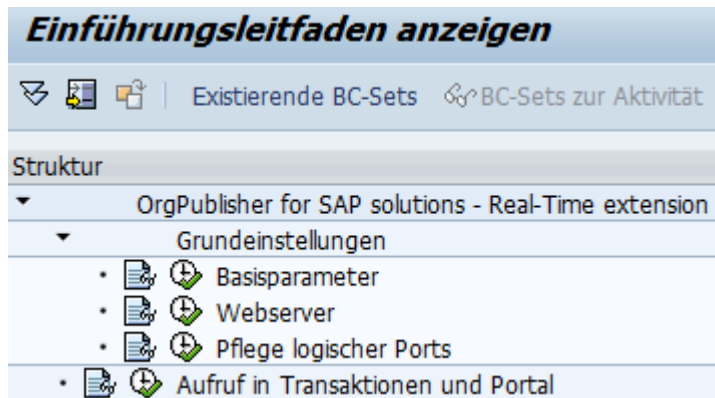 Einführungsleitfaden anzeigen
Existierende BC-Sets BC-Sets zur Aktivität
Struktur
OrgPublisher for SAP solutions - Real-Time extension
Grundeinstellungen
Basisparameter
Webserver
Pflege logischer Ports
Aufruf in Transaktionen und Portal